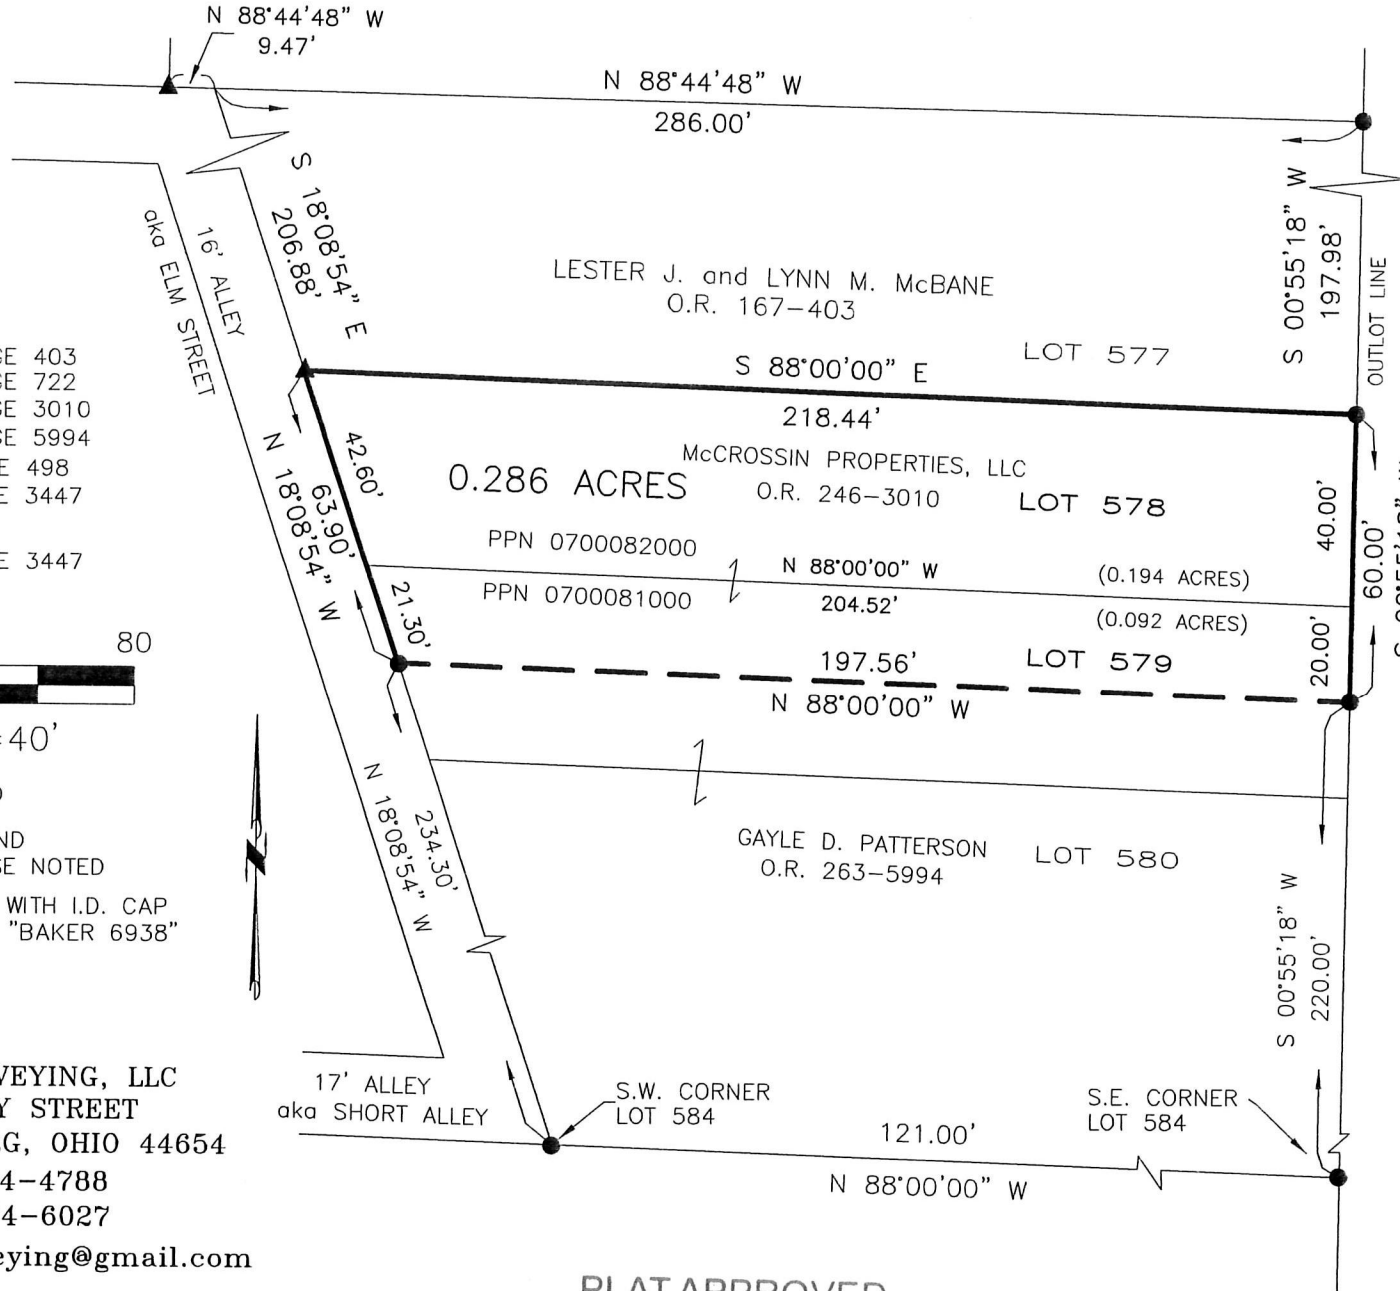 N 88°44'48" W
9.47'
N 88°44'48" W
286.00'
S 18°08'54" E
206.88'
16' ALLEY
aka ELM STREET
S 00°55'18" W
197.98'
OUTLOT LINE
LESTER J. and LYNN M. McBANE
O.R. 167-403
LOT 577
S 88°00'00" E
218.44'
GE 403
GE 722
GE 3010
GE 5994
E 498
E 3447
E 3447
42.60'
63.90'
N 18°08'54" W
21.30'
McCROSSIN PROPERTIES, LLC
0.286 ACRES
O.R. 246-3010
LOT 578
PPN 0700082000
N 88°00'00" W
(0.194 ACRES)
PPN 0700081000
204.52'
(0.092 ACRES)
197.56'
LOT 579
N 88°00'00" W
40.00'
60.00'
20.00'
80
40'
ND
SE NOTED
WITH I.D. CAP
"BAKER 6938"
N 18°08'54" W
234.30'
GAYLE D. PATTERSON
O.R. 263-5994
LOT 580
S 00°55'18" W
220.00'
VEYING, LLC
Y STREET
G, OHIO 44654
4-4788
4-6027
eying@gmail.com
17' ALLEY
aka SHORT ALLEY
S.W. CORNER
LOT 584
S.E. CORNER
LOT 584
121.00'
N 88°00'00" W
PLAT APPROVED